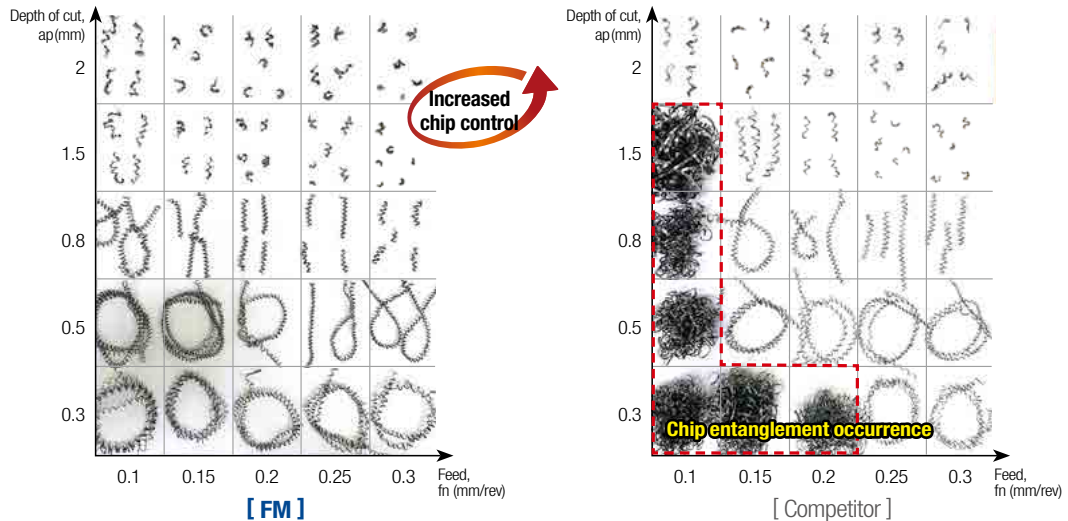 Depth of cut,
ap (mm)
2
1.5
0.8
0.5
0.3
0.1 0.15 0.2 0.25 0.3
Feed,
fn (mm/rev)
[ FM ]
Increased
chip control
Depth of cut,
ap (mm)
2
1.5
0.8
0.5
0.3
Chip entanglement occurrence
0.1 0.15 0.2 0.25 0.3
Feed,
fn (mm/rev)
[ Competitor ]